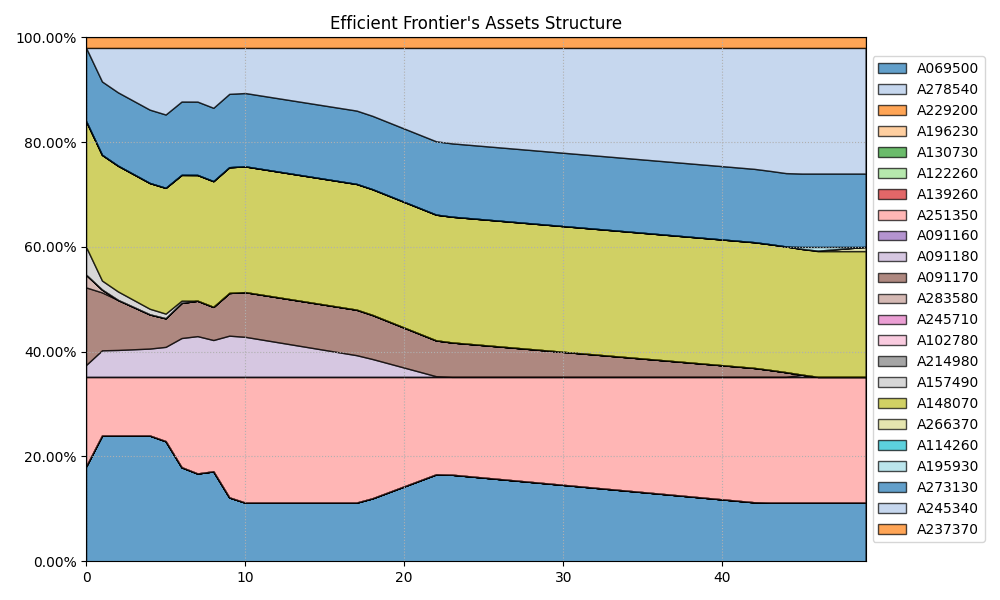 Efficient Frontier's Assets Structure
100.00%
80.00%
60.00%
40.00%
20.00%
0.00%
0
10
20
30
40
A069500
A278540
A229200
A196230
A130730
A122260
A139260
A251350
A091160
A091180
A091170
A283580
A245710
A102780
A214980
A157490
A148070
A266370
A114260
A195930
A273130
A245340
A237370